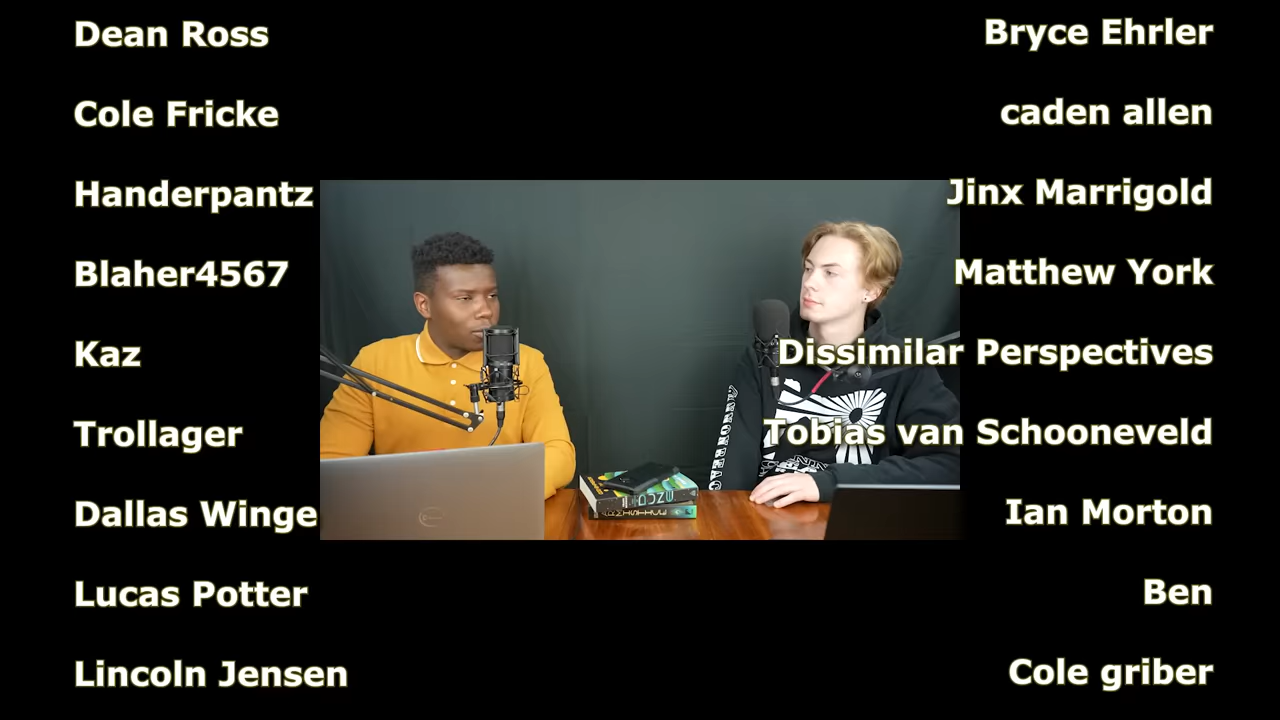 Dean Ross
Cole Fricke
Handerpantz
Blaher4567
Kaz
Trollager
Dallas Winge
Lucas Potter
Lincoln Jensen
Bryce Ehrler
caden allen
Jinx Marrigold
Matthew York
Dissimilar Perspectives
Tobias van Schooneveld
Ian Morton
Ben
Cole griber